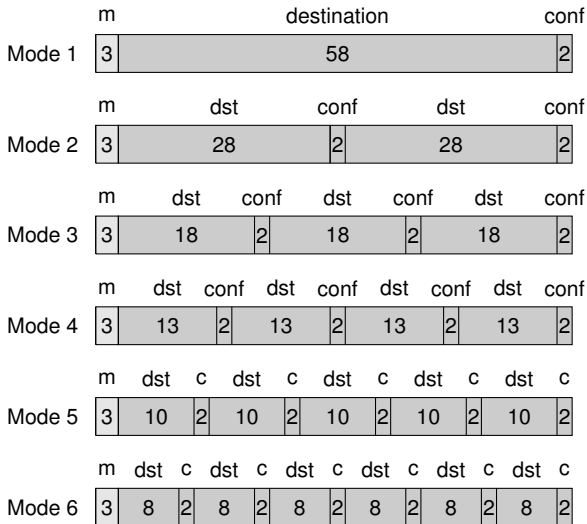 m destination conf
Mode 1 3 58 2
m dst conf dst conf
Mode 2 3 28 2 28 2
m dst conf dst conf dst conf
Mode 3 3 18 2 18 2 18 2
m dst conf dst conf dst conf dst conf
Mode 4 3 13 2 13 2 13 2 13 2
m dst c dst c dst c dst c dst c
Mode 5 3 10 2 10 2 10 2 10 2 10 2
m dst c dst c dst c dst c dst c dst c
Mode 6 3 8 2 8 2 8 2 8 2 8 2 8 2